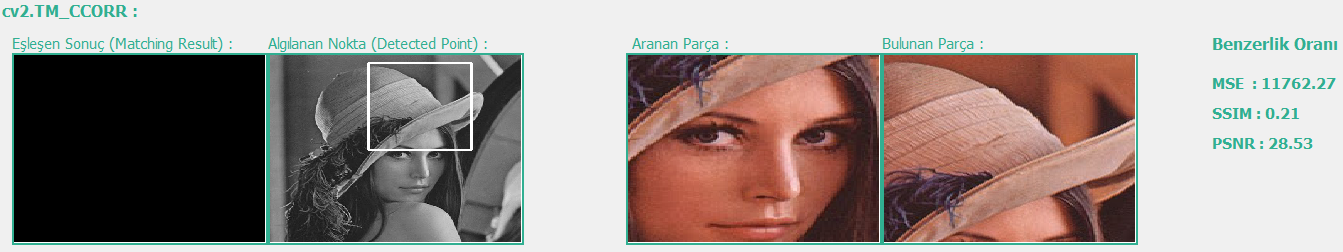 cv2.TM_CCORR :
Eşleşen Sonuç (Matching Result) :
Algılanan Nokta (Detected Point) :
Aranan Parça :
Bulunan Parça :
Benzerlik Oranı
MSE : 11762.27
SSIM : 0.21
PSNR : 28.53